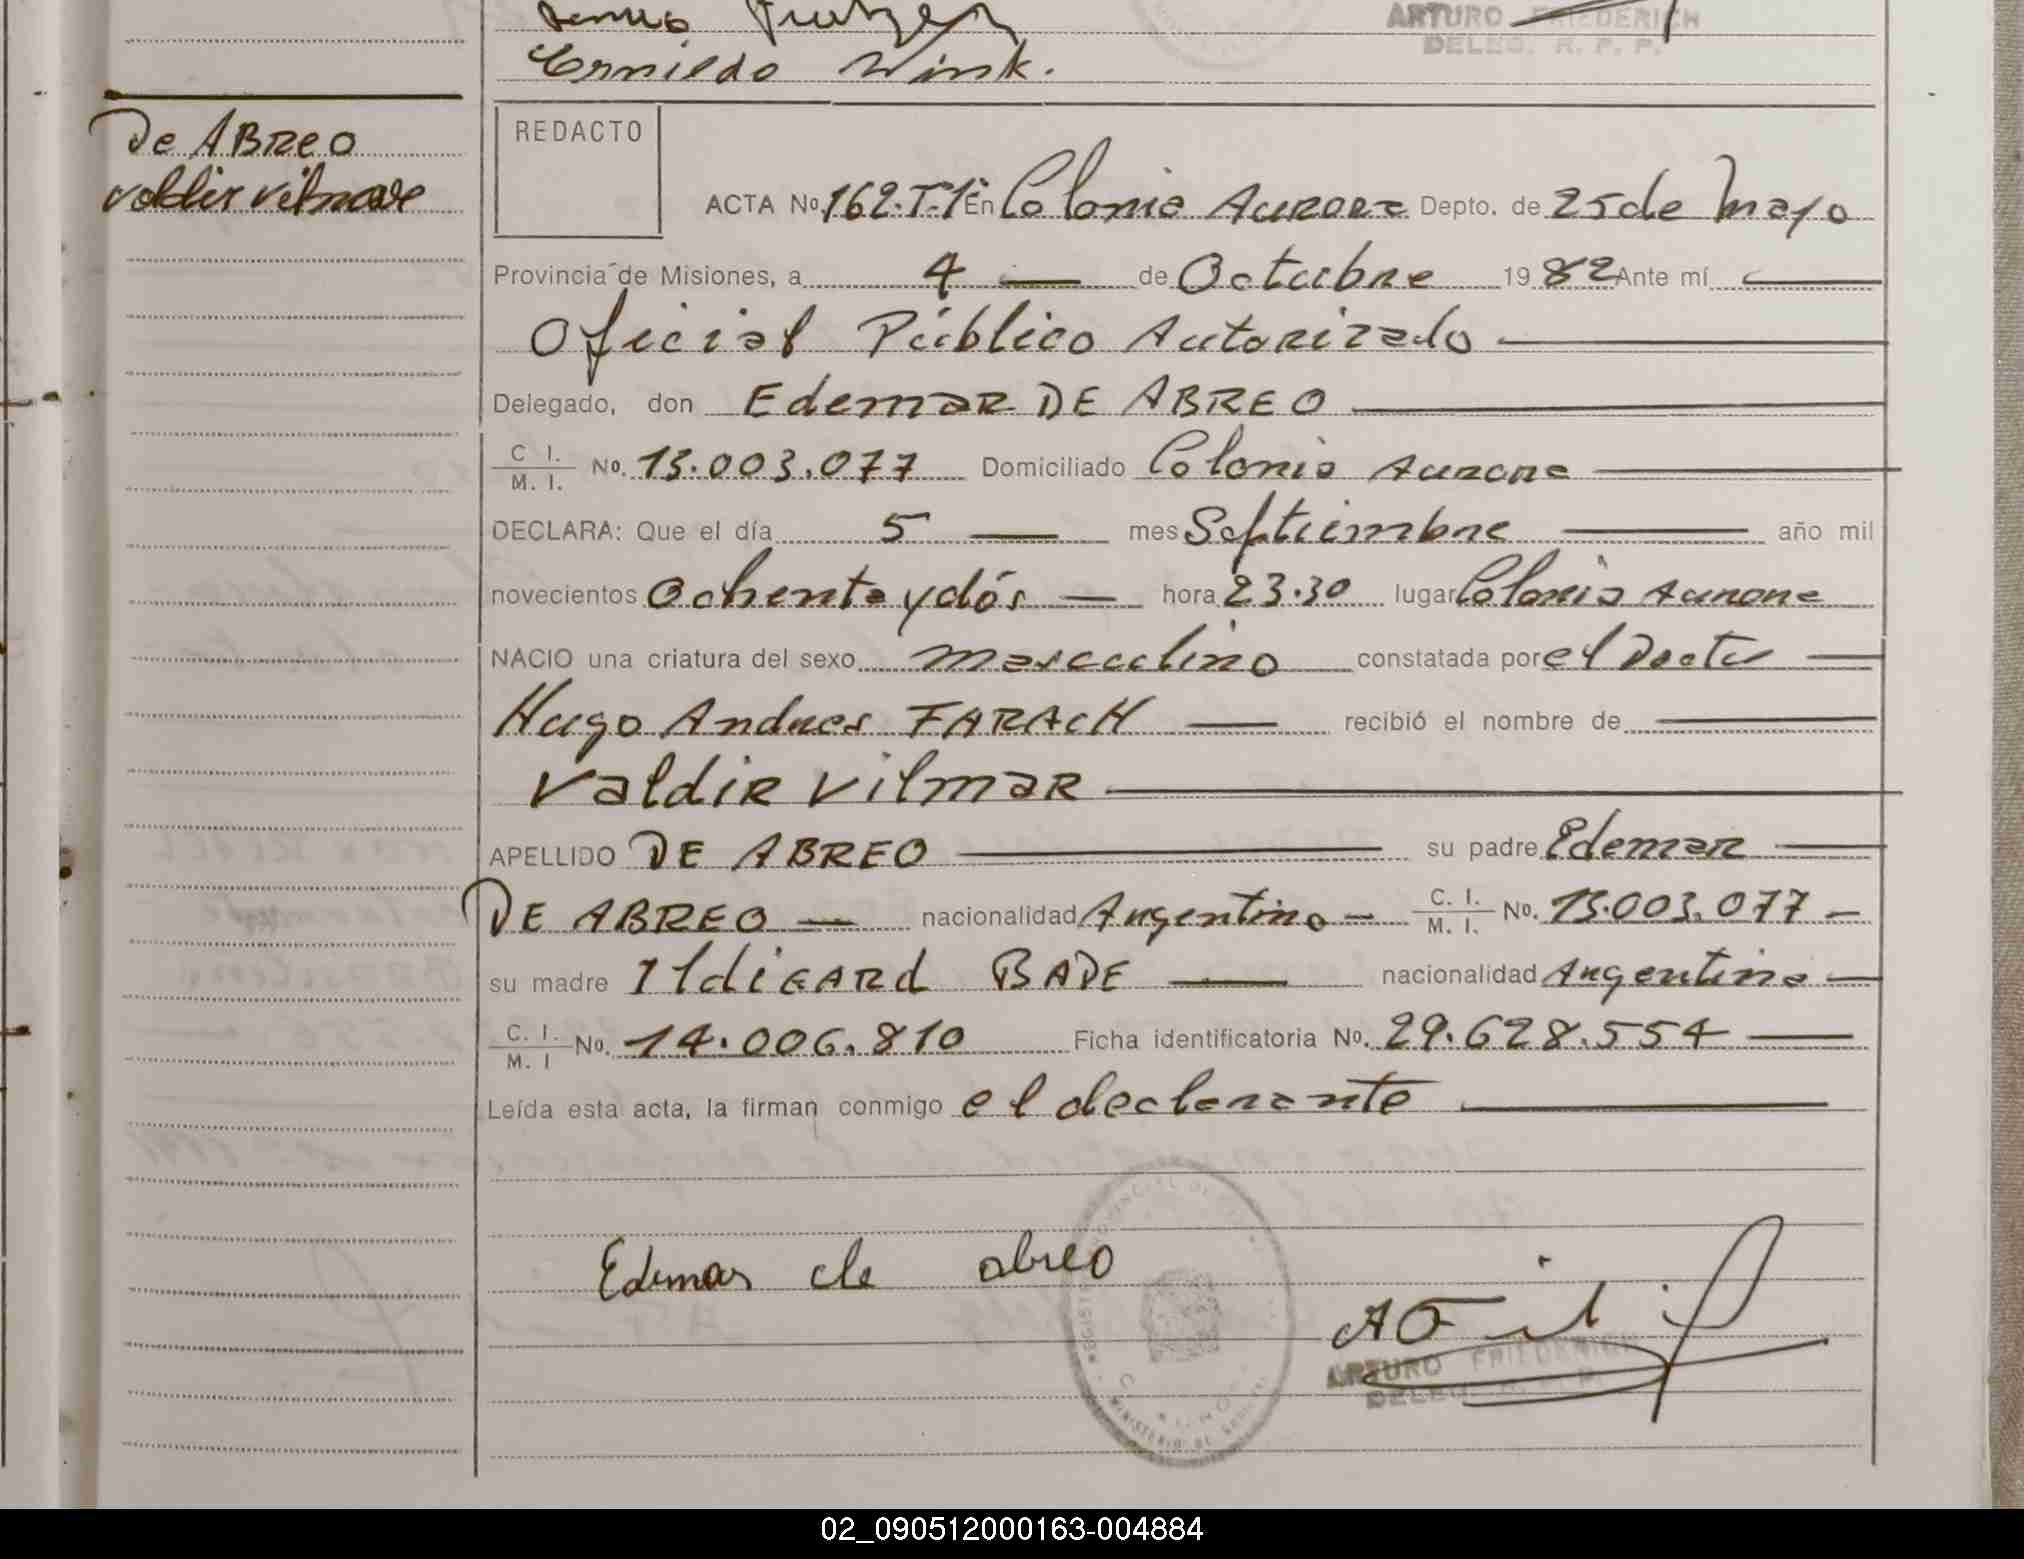 Ernildo Wink.
ARTURO FRIEDERICH
DELEG. R. P. P.
De ABREO
Valdir Vilmar
REDACTO
ACTA No. 162.T.1º En Colonia Aurora Depto. de 25 de Mayo
Provincia de Misiones, a 4 — de Octubre 1982 Ante mí —
Oficial Público Autorizado —
Delegado, don Edemar DE ABREO —
C. I. / M. I. No. 13.003.077 Domiciliado Colonia Aurora —
DECLARA: Que el día 5 — mes Septiembre — año mil
novecientos Ochenta y dós — hora 23.30 lugar Colonia Aurora
NACIO una criatura del sexo masculino constatada por el Doctor —
Hugo Andres FARACH — recibió el nombre de —
Valdir Vilmar —
APELLIDO DE ABREO — su padre Edemar —
DE ABREO — nacionalidad Argentino — C. I. / M. I. No. 13.003.077 —
su madre Ildigard BADE — nacionalidad Argentina —
C. I. / M. I No. 14.006.810 Ficha identificatoria No. 29.628.554 —
Leída esta acta, la firman conmigo el declarante —
Edemar de abreo
ARTURO FRIEDERICH
DELEG. R. P. P.
02_090512000163-004884